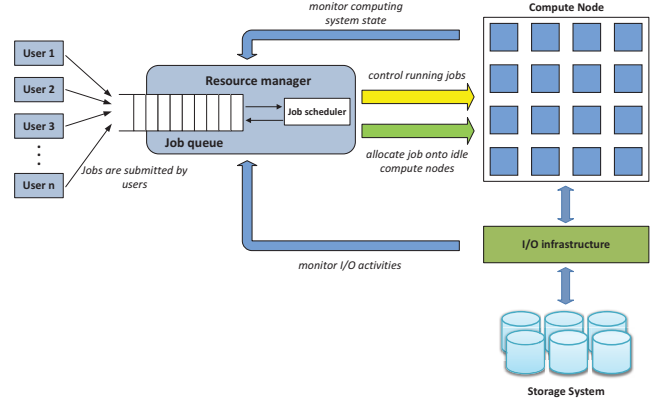 monitor computing
system state
Compute Node
User 1
User 2
User 3
User n
Jobs are submitted by
users
Resource manager
Job scheduler
Job queue
control running jobs
allocate job onto idle
compute nodes
I/O infrastructure
monitor I/O activities
Storage System